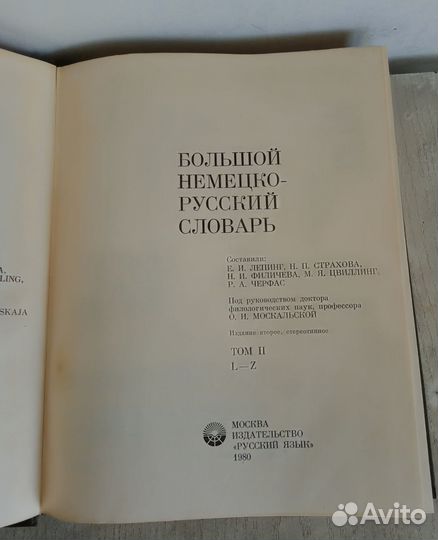 А.
LING,
SKAJA
БОЛЬШОЙ
НЕМЕЦКО-
РУССКИЙ
СЛОВАРЬ
Составили:
Е. И. ЛЕПИНГ, Н. П. СТРАХОВА,
Н. И. ФИЛИЧЕВА, М. Я. ЦВИЛЛИНГ,
Р. А. ЧЕРФАС
Под руководством доктора
филологических наук, профессора
О. И. МОСКАЛЬСКОЙ
Издание второе, стереотипное
ТОМ II
L—Z
МОСКВА
ИЗДАТЕЛЬСТВО
«РУССКИЙ ЯЗЫК»
1980
Avito